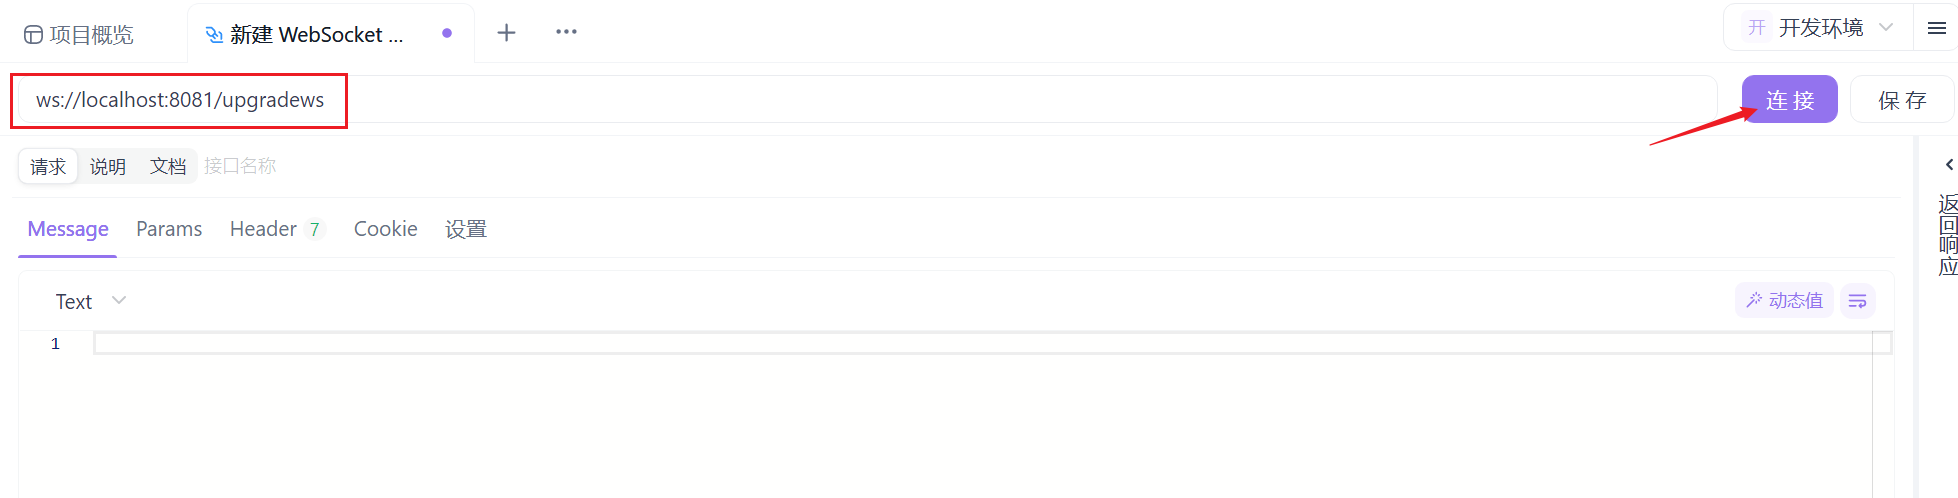 项目概览
新建 WebSocket ...
开 开发环境
ws://localhost:8081/upgradews
连接
保存
请求 说明 文档 接口名称
Message Params Header 7 Cookie 设置
返回响应
Text
动态值
1